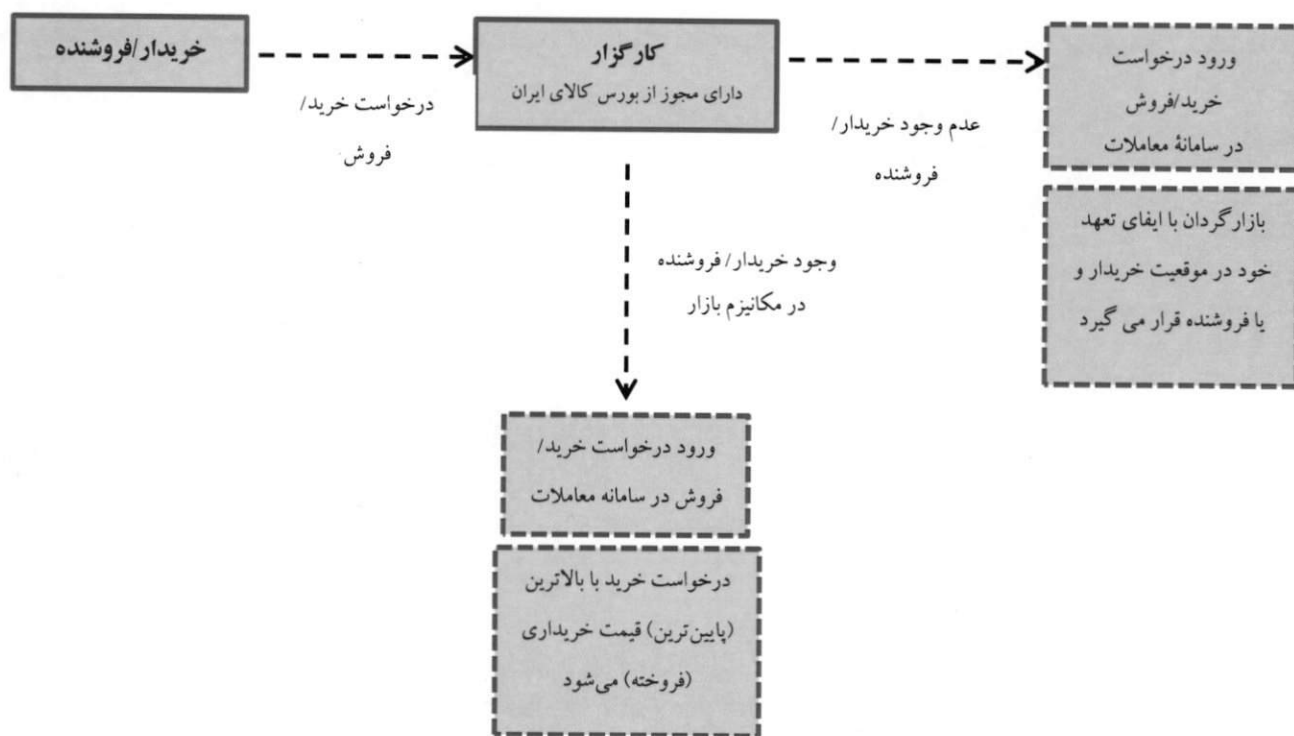 خریدار/فروشنده
درخواست خرید/
فروش
کارگزار
دارای مجوز از بورس کالای ایران
عدم وجود خریدار/
فروشنده
ورود درخواست
خرید/فروش
در سامانهٔ معاملات
بازارگردان با ایفای تعهد
خود در موقعیت خریدار و
یا فروشنده قرار می گیرد
وجود خریدار/فروشنده
در مکانیزم بازار
ورود درخواست خرید/
فروش در سامانه معاملات
درخواست خرید با بالاترین
(پایین‌ترین) قیمت خریداری
(فروخته) می‌شود